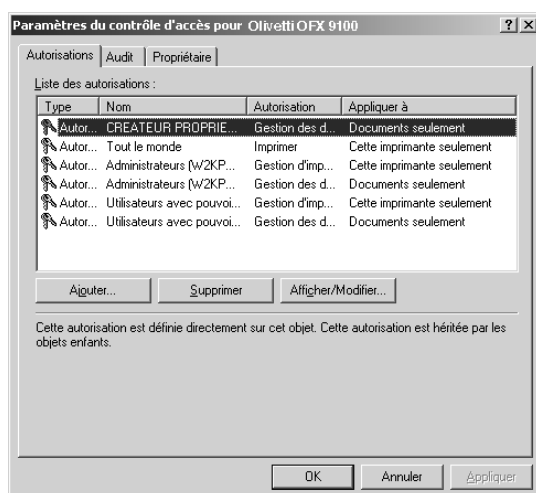 Paramètres du contrôle d'accès pour Olivetti OFX 9100
Autorisations Audit Propriétaire
Liste des autorisations :
Type Nom Autorisation Appliquer à
Autor... CREATEUR PROPRIE... Gestion des d... Documents seulement
Autor... Tout le monde Imprimer Cette imprimante seulement
Autor... Administrateurs (W2KP... Gestion d'imp... Cette imprimante seulement
Autor... Administrateurs (W2KP... Gestion des d... Documents seulement
Autor... Utilisateurs avec pouvoi... Gestion d'imp... Cette imprimante seulement
Autor... Utilisateurs avec pouvoi... Gestion des d... Documents seulement
Ajouter... Supprimer Afficher/Modifier...
Cette autorisation est définie directement sur cet objet. Cette autorisation est héritée par les
objets enfants.
OK Annuler Appliquer